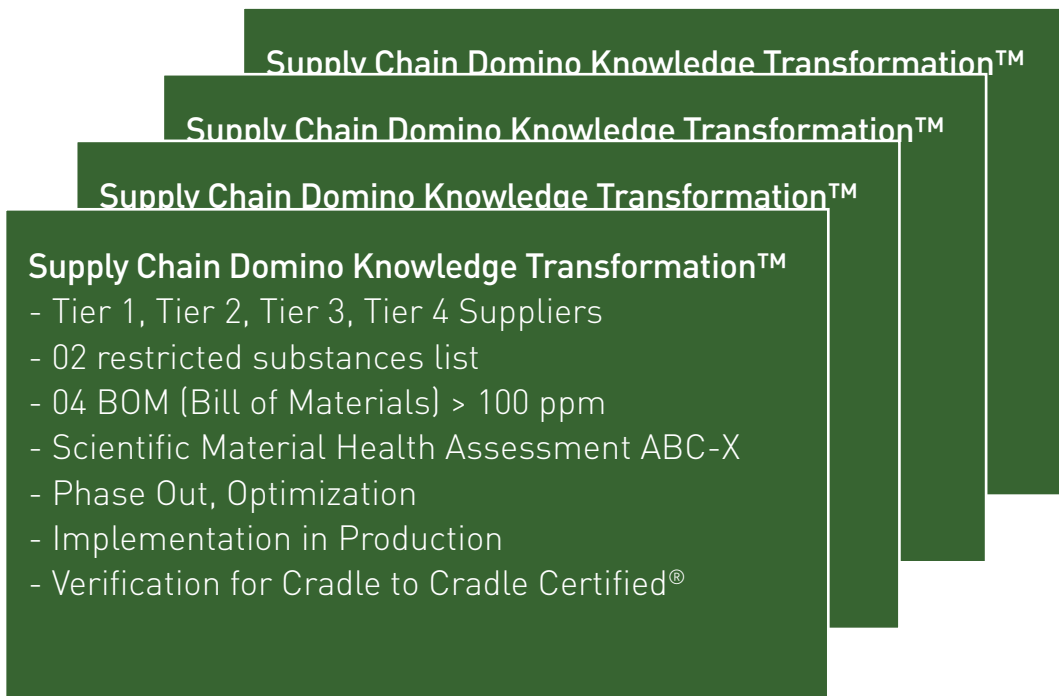 Supply Chain Domino Knowledge Transformation™
Supply Chain Domino Knowledge Transformation™
Supply Chain Domino Knowledge Transformation™
Supply Chain Domino Knowledge Transformation™
- Tier 1, Tier 2, Tier 3, Tier 4 Suppliers
- 02 restricted substances list
- 04 BOM (Bill of Materials) > 100 ppm
- Scientific Material Health Assessment ABC-X
- Phase Out, Optimization
- Implementation in Production
- Verification for Cradle to Cradle Certified®